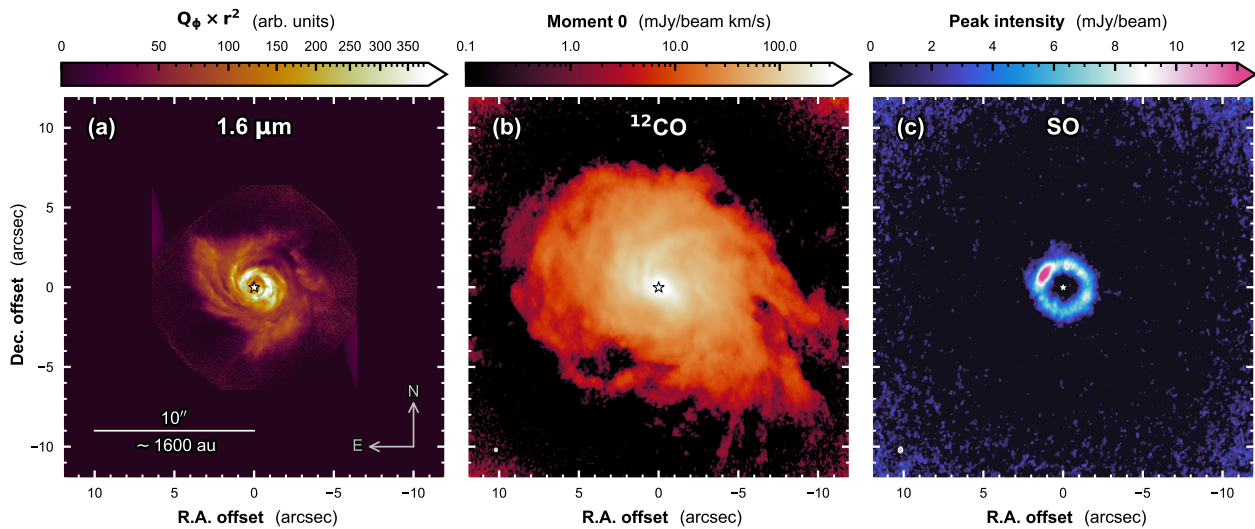 Q𝜙 × r² (arb. units)
0 50 100 150 200 250 300 350
Moment 0 (mJy/beam km/s)
0.1 1.0 10.0 100.0
Peak intensity (mJy/beam)
0 2 4 6 8 10 12
(a) 1.6 μm
(b) ¹²CO
(c) SO
Dec. offset (arcsec)
10
5
0
−5
−10
10″
~ 1600 au
N
E
10 5 0 −5 −10
R.A. offset (arcsec)
10 5 0 −5 −10
R.A. offset (arcsec)
10 5 0 −5 −10
R.A. offset (arcsec)